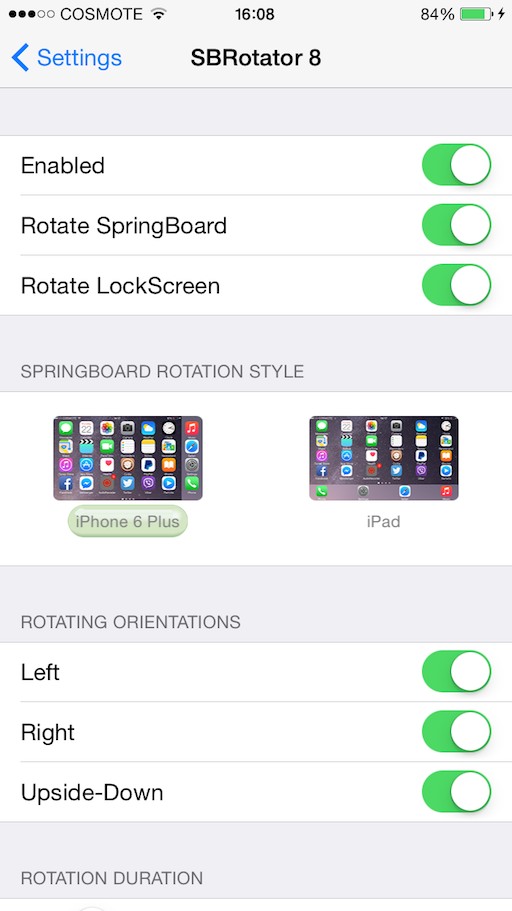 COSMOTE 16:08 84%
Settings SBRotator 8
Enabled
Rotate SpringBoard
Rotate LockScreen
SPRINGBOARD ROTATION STYLE
iPhone 6 Plus iPad
ROTATING ORIENTATIONS
Left
Right
Upside-Down
ROTATION DURATION